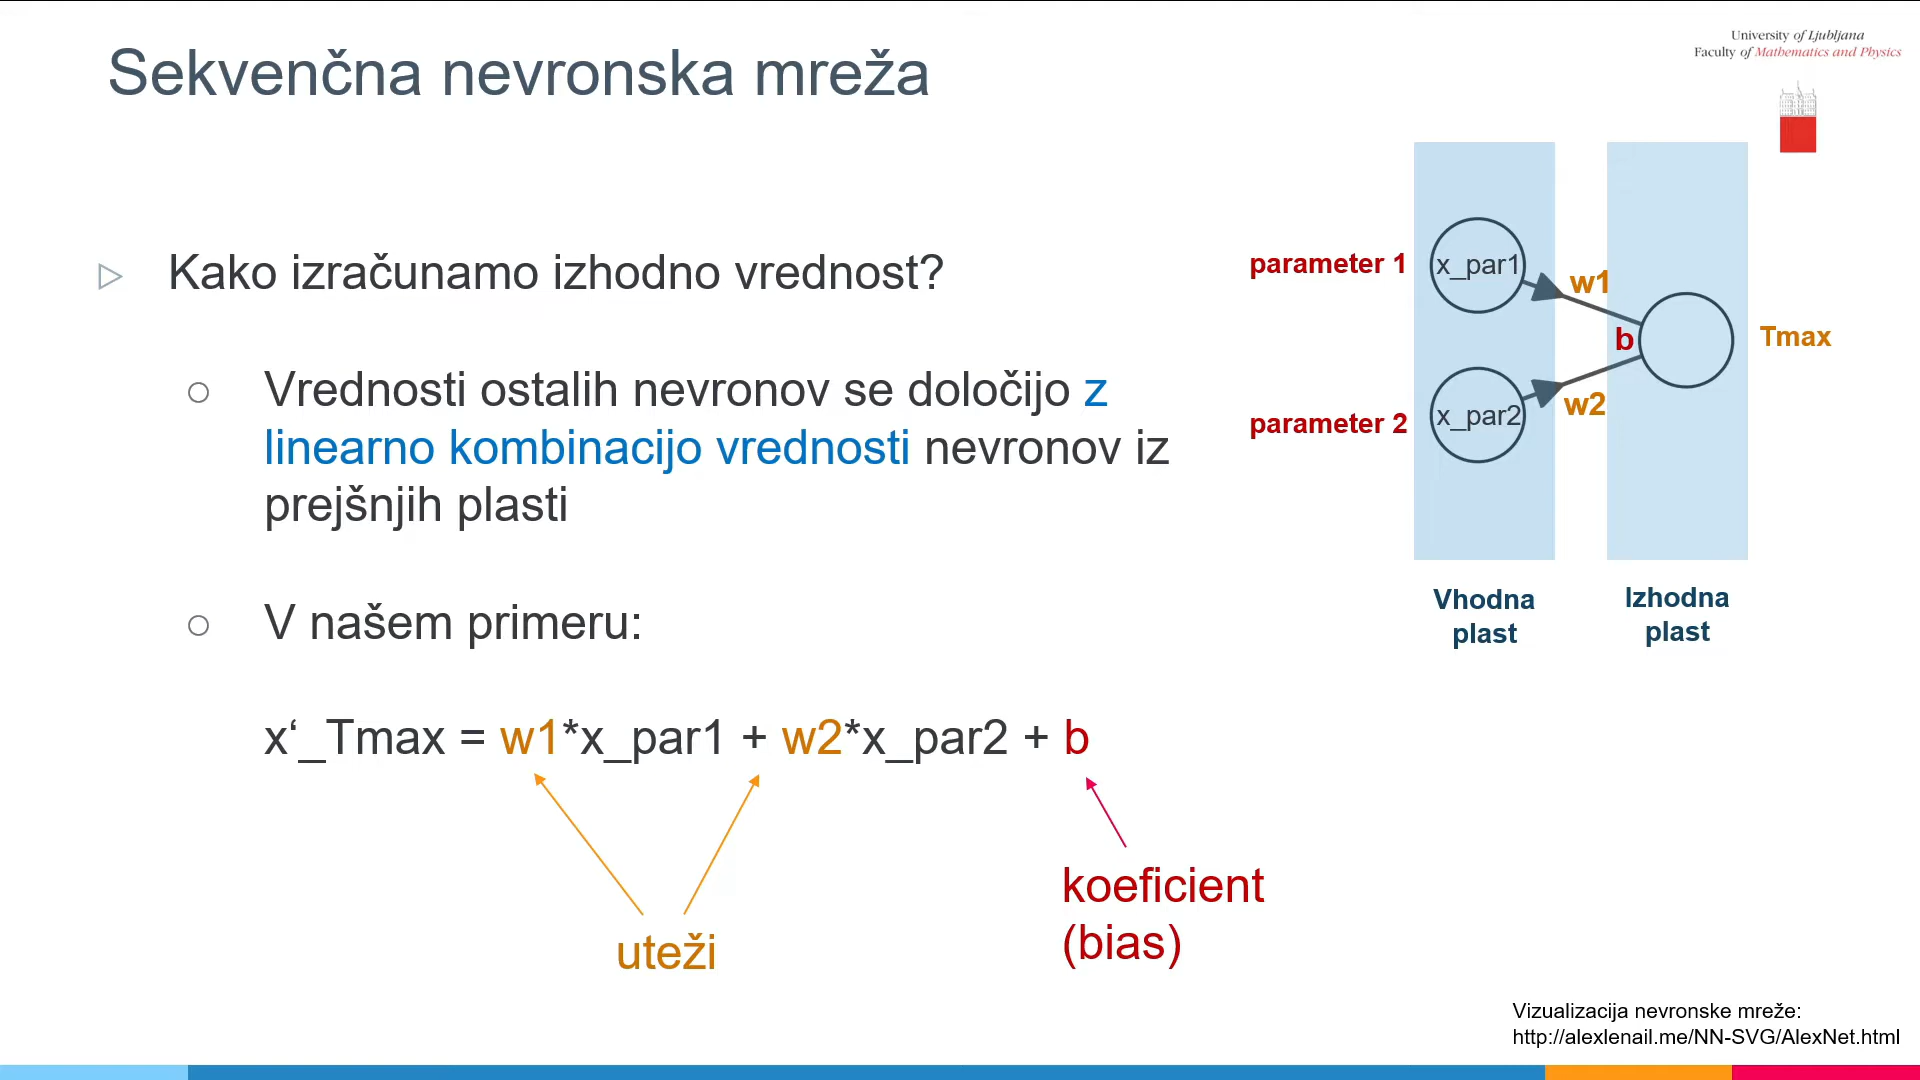 Sekvenčna nevronska mreža
University of Ljubljana
Faculty of Mathematics and Physics
Kako izračunamo izhodno vrednost?
Vrednosti ostalih nevronov se določijo z
linearno kombinacijo vrednosti nevronov iz
prejšnjih plasti
V našem primeru:
x‘_Tmax = w1*x_par1 + w2*x_par2 + b
uteži
koeficient
(bias)
parameter 1
x_par1
w1
b
Tmax
parameter 2
x_par2
w2
Vhodna
plast
Izhodna
plast
Vizualizacija nevronske mreže:
http://alexlenail.me/NN-SVG/AlexNet.html